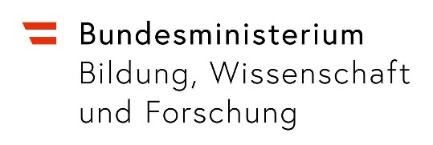 Bundesministerium
Bildung, Wissenschaft
und Forschung